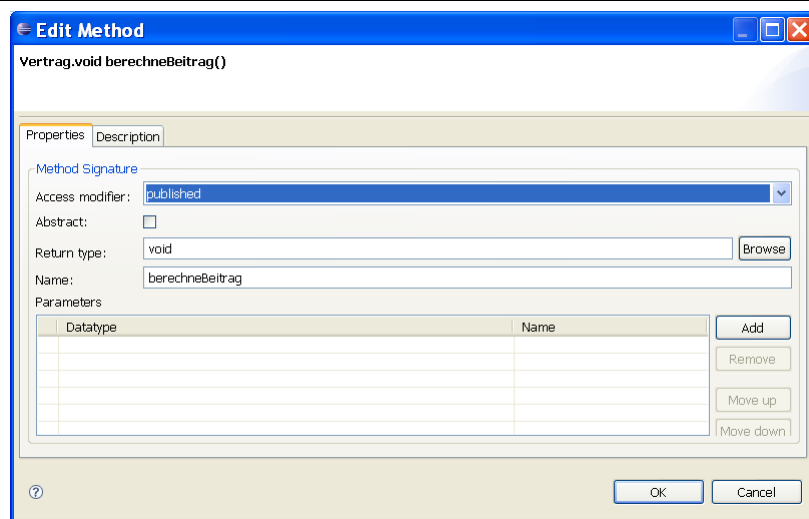 Edit Method
Vertrag.void berechneBeitrag()
Properties Description
Method Signature
Access modifier: published
Abstract:
Return type: void Browse
Name: berechneBeitrag
Parameters
Datatype Name Add
Remove
Move up
Move down
? OK Cancel